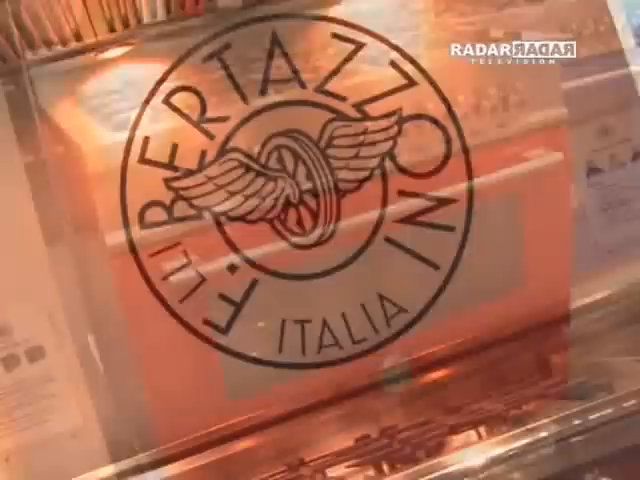 RADAR RADAR
TELEVISION
F.LLI BERTAZZONI
ITALIA